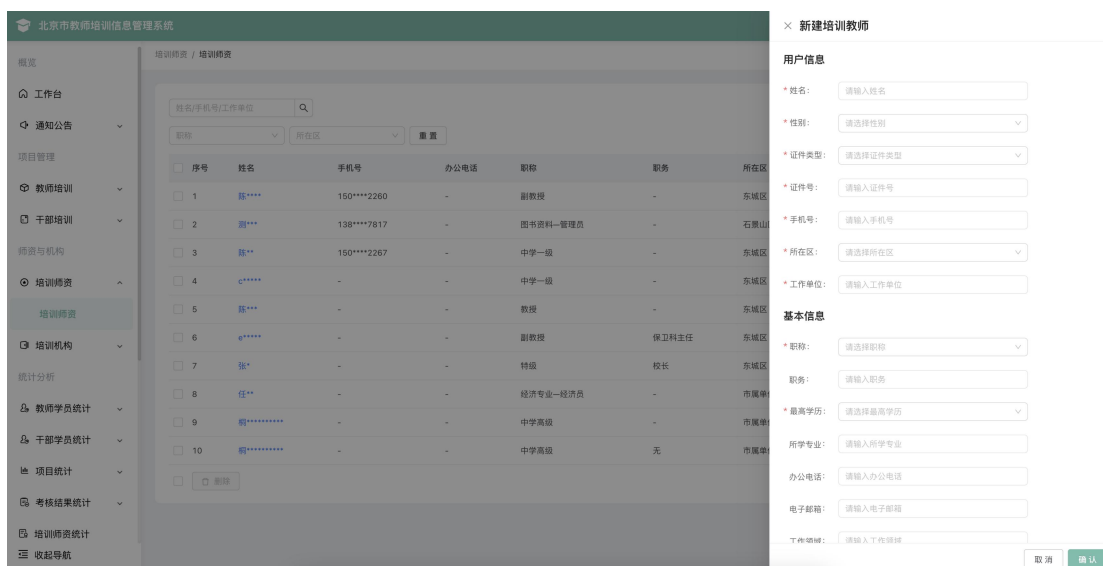 北京市教师培训信息管理系统
概览
工作台
通知公告
项目管理
教师培训
干部培训
师资与机构
培训师资
培训师资
培训机构
统计分析
教师学员统计
干部学员统计
项目统计
考核结果统计
培训师资统计
收起导航
培训师资 / 培训师资
姓名/手机号/工作单位
职称 所在区 重置
序号 姓名 手机号 办公电话 职称 职务 所在区
1 陈**** 150****2260 - 副教授 - 东城区
2 测*** 138****7817 - 图书资料—管理员 - 石景山
3 陈** 150****2267 - 中学一级 - 东城区
4 c***** - - 中学一级 - 东城区
5 陈*** - - 教授 - 东城区
6 e***** - - 副教授 保卫科主任 东城区
7 张* - - 特级 校长 东城区
8 任** - - 经济专业—经济员 - 市属单
9 ********** - - 中学高级 - 市属单
10 ********** - - 中学高级 无 市属单
删除
× 新建培训教师
用户信息
* 姓名: 请输入姓名
* 性别: 请选择性别
* 证件类型: 请选择证件类型
* 证件号: 请输入证件号
* 手机号: 请输入手机号
* 所在区: 请选择所在区
* 工作单位: 请输入工作单位
基本信息
* 职称: 请选择职称
职务: 请输入职务
* 最高学历: 请选择最高学历
所学专业: 请输入所学专业
办公电话: 请输入办公电话
电子邮箱: 请输入电子邮箱
工作领域: 请输入工作领域
取消 确认